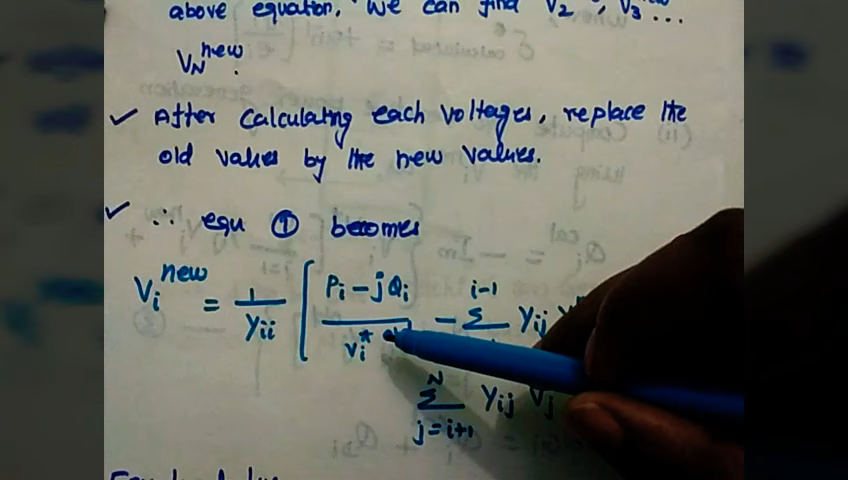 above equation. We can find V2 , V3 ...
VN^new.
✓ After calculating each voltages, replace the
old values by the new values.
✓ ∴ equ ① becomes
Vi^new = 1/Yii [ Pi - jQi / Vi* - Σ i-1 Yij
N Σ j=i+1 Yij Vj